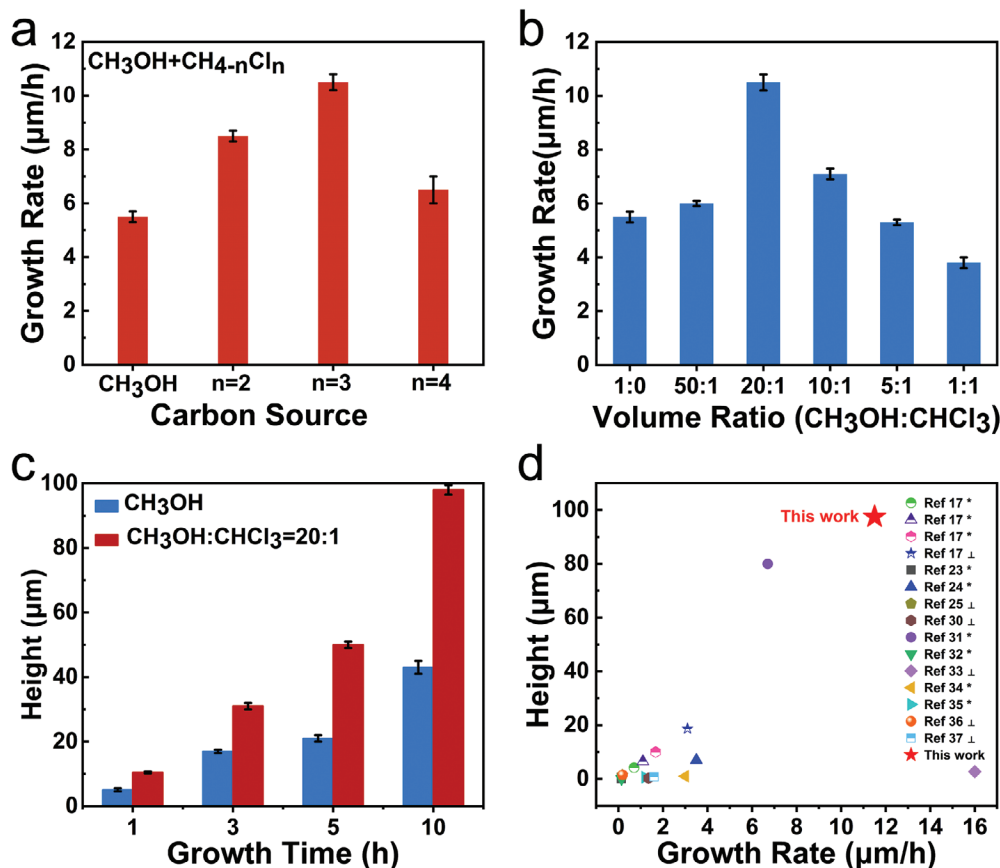 a
CH3OH+CH4-nCln
Growth Rate (μm/h)
12
10
8
6
4
2
0
CH3OH n=2 n=3 n=4
Carbon Source
b
Growth Rate(μm/h)
12
10
8
6
4
2
0
1:0 50:1 20:1 10:1 5:1 1:1
Volume Ratio (CH3OH:CHCl3)
c
Height (μm)
100
80
60
40
20
0
CH3OH
CH3OH:CHCl3=20:1
1 3 5 10
Growth Time (h)
d
Height (μm)
100
80
60
40
20
0
This work
Ref 17 *
Ref 17 *
Ref 17 *
Ref 17 ⊥
Ref 23 *
Ref 24 *
Ref 25 ⊥
Ref 30 ⊥
Ref 31 *
Ref 32 *
Ref 33 ⊥
Ref 34 *
Ref 35 *
Ref 36 ⊥
Ref 37 ⊥
This work
0 2 4 6 8 10 12 14 16
Growth Rate (μm/h)